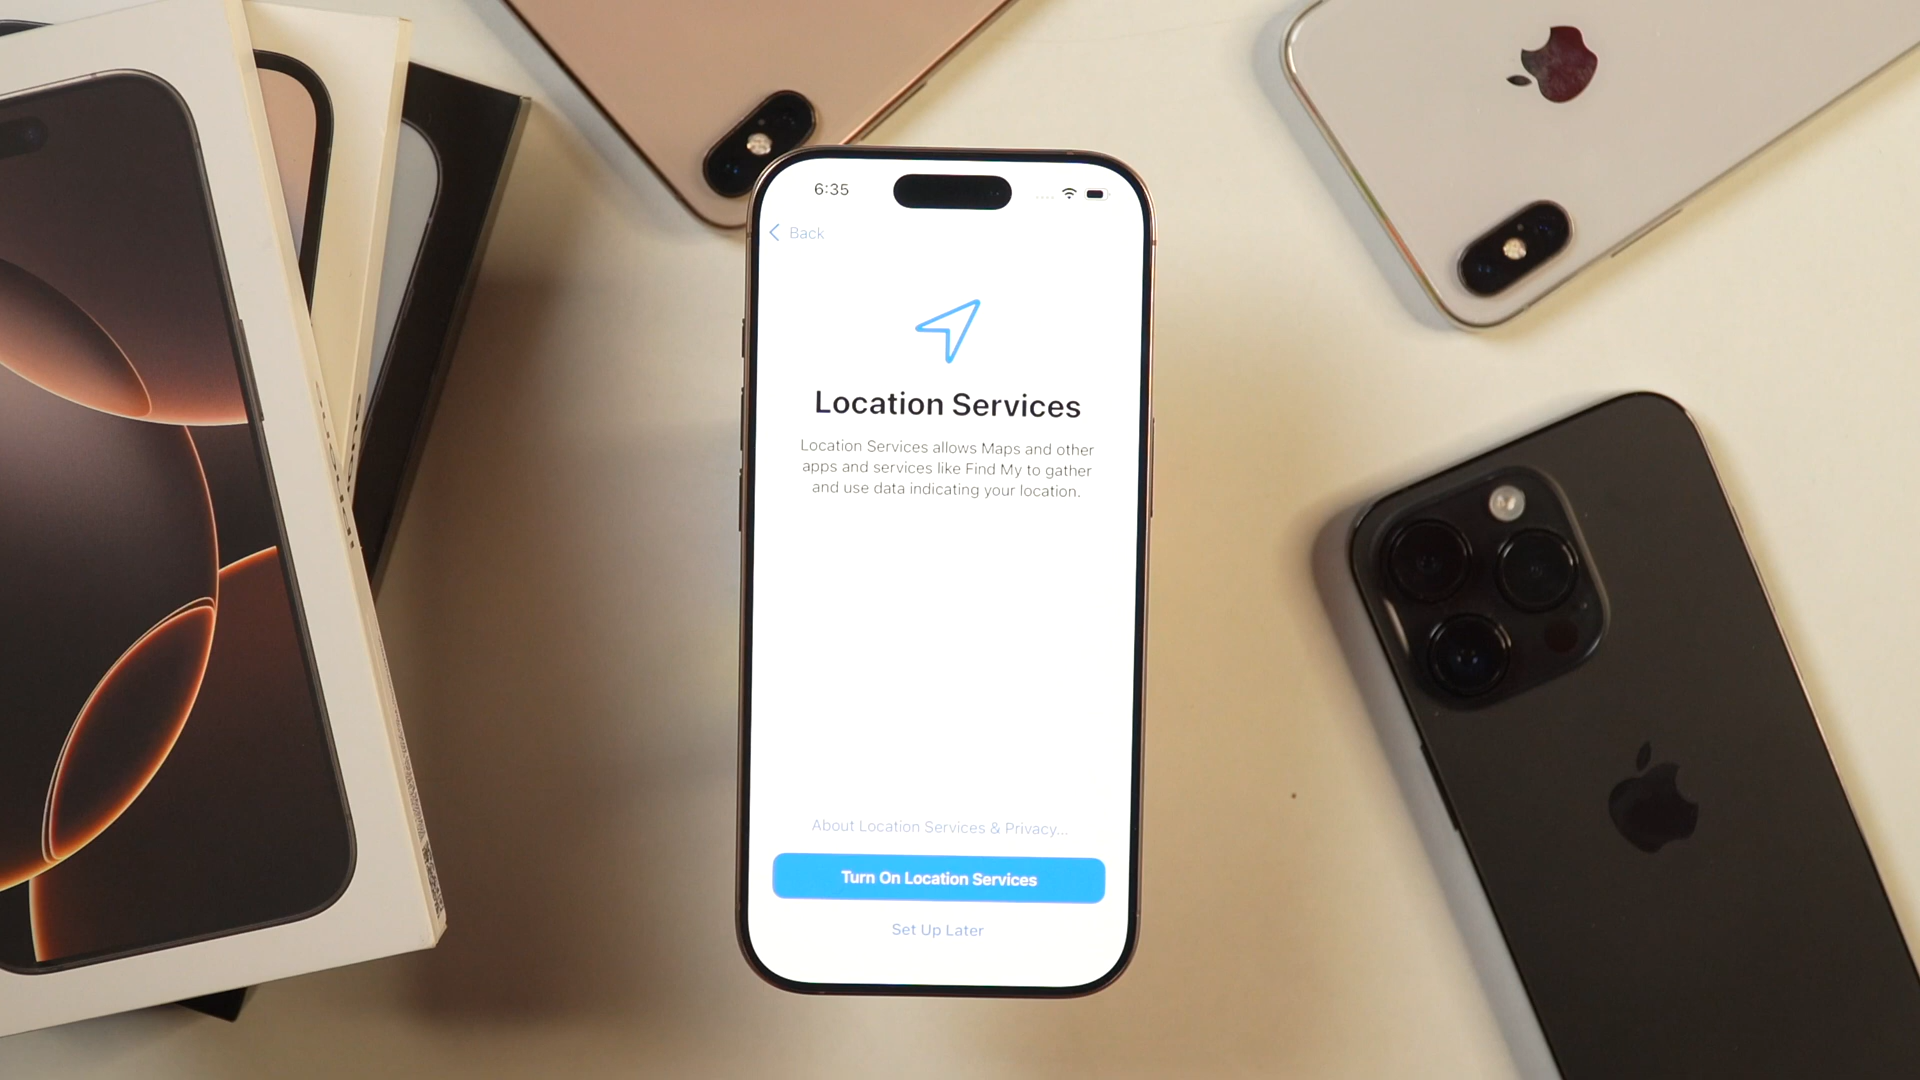 6:35
Back
Location Services
Location Services allows Maps and other
apps and services like Find My to gather
and use data indicating your location.
About Location Services & Privacy...
Turn On Location Services
Set Up Later